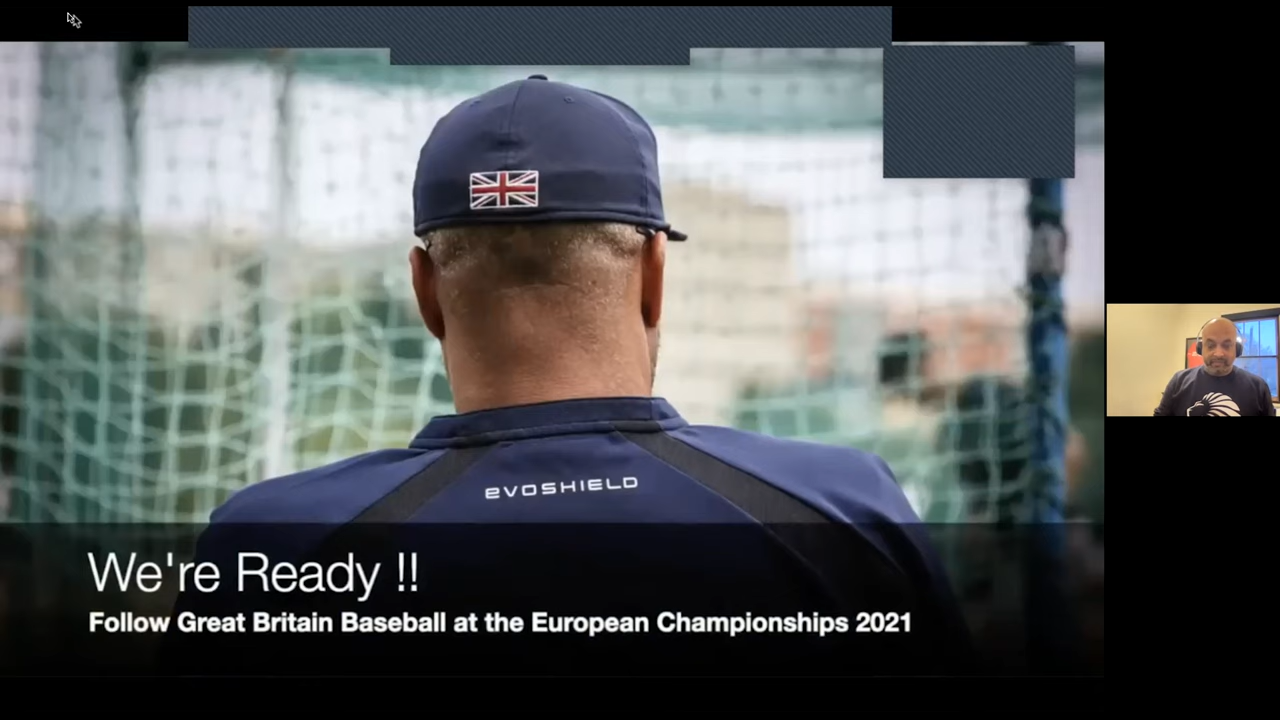 EVOSHIELD
We're Ready !!
Follow Great Britain Baseball at the European Championships 2021